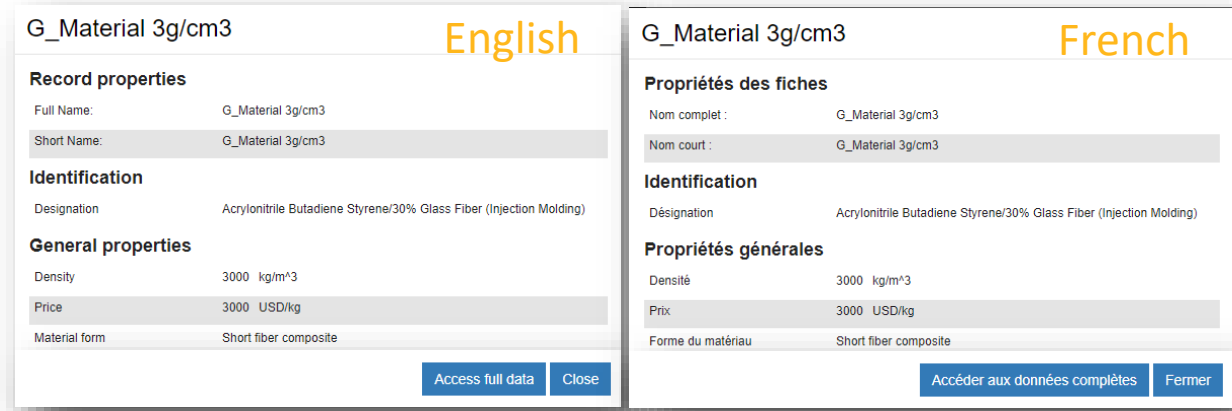 G_Material 3g/cm3
English
Record properties
Full Name: G_Material 3g/cm3
Short Name: G_Material 3g/cm3
Identification
Designation Acrylonitrile Butadiene Styrene/30% Glass Fiber (Injection Molding)
General properties
Density 3000 kg/m^3
Price 3000 USD/kg
Material form Short fiber composite
Access full data Close
G_Material 3g/cm3
French
Propriétés des fiches
Nom complet : G_Material 3g/cm3
Nom court : G_Material 3g/cm3
Identification
Désignation Acrylonitrile Butadiene Styrene/30% Glass Fiber (Injection Molding)
Propriétés générales
Densité 3000 kg/m^3
Prix 3000 USD/kg
Forme du matériau Short fiber composite
Accéder aux données complètes Fermer